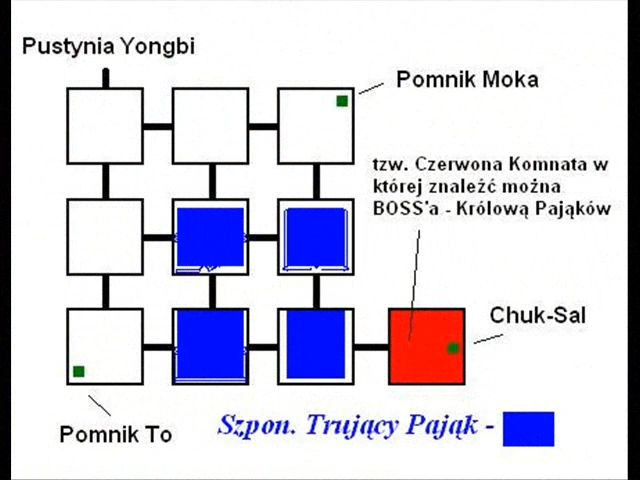 Pustynia Yongbi
Pomnik Moka
tzw. Czerwona Komnata w
której znaleźć można
BOSS'a - Królową Pająków
Chuk-Sal
Szpon. Trujący Pająk -
Pomnik To